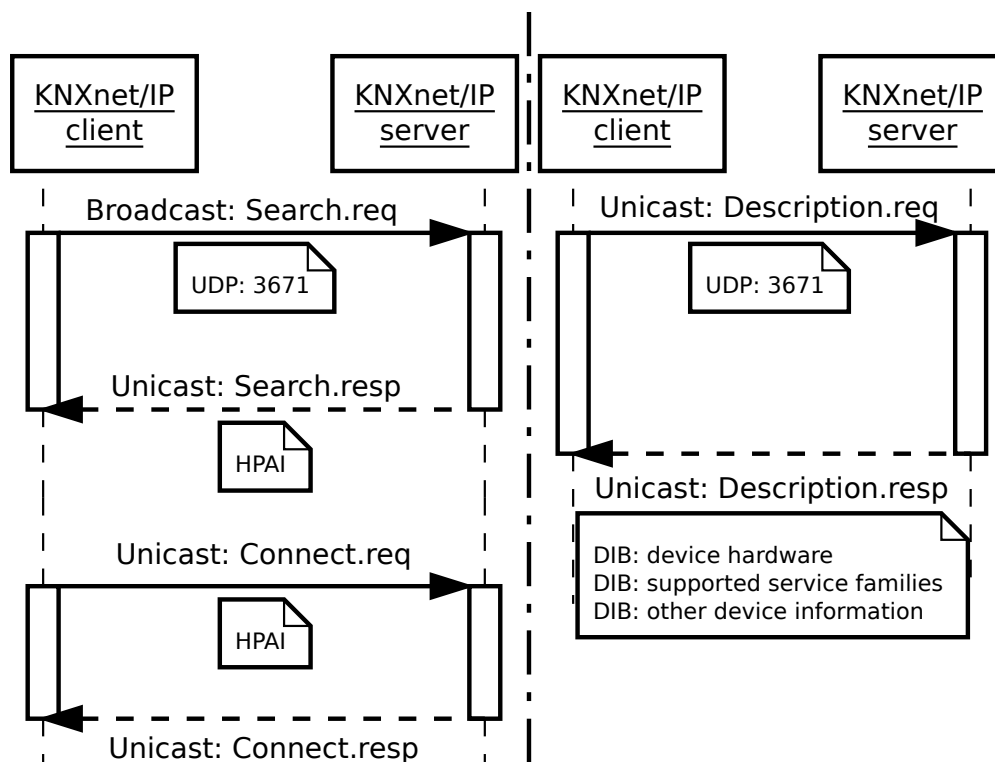 KNXnet/IP
client
KNXnet/IP
server
Broadcast: Search.req
UDP: 3671
Unicast: Search.resp
HPAI
Unicast: Connect.req
HPAI
Unicast: Connect.resp
KNXnet/IP
client
KNXnet/IP
server
Unicast: Description.req
UDP: 3671
Unicast: Description.resp
DIB: device hardware
DIB: supported service families
DIB: other device information